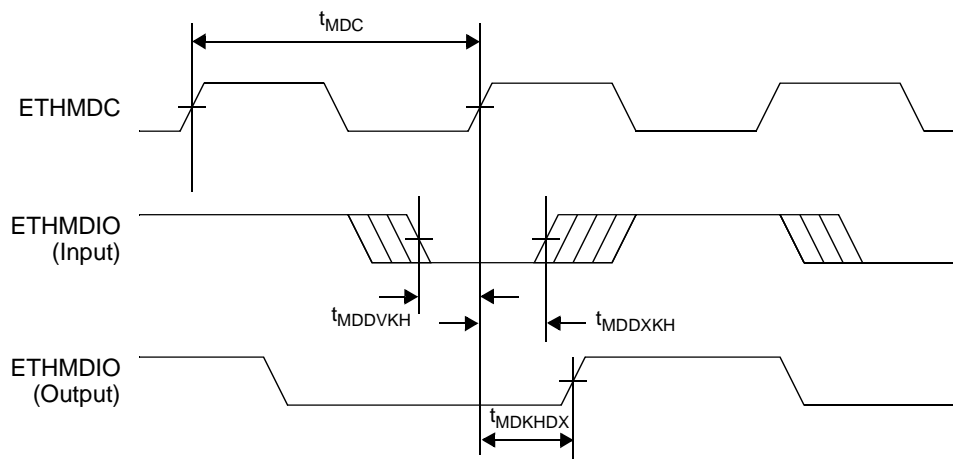 tMDC
ETHMDC
ETHMDIO
(Input)
tMDDVKH
tMDDXKH
ETHMDIO
(Output)
tMDKHDX